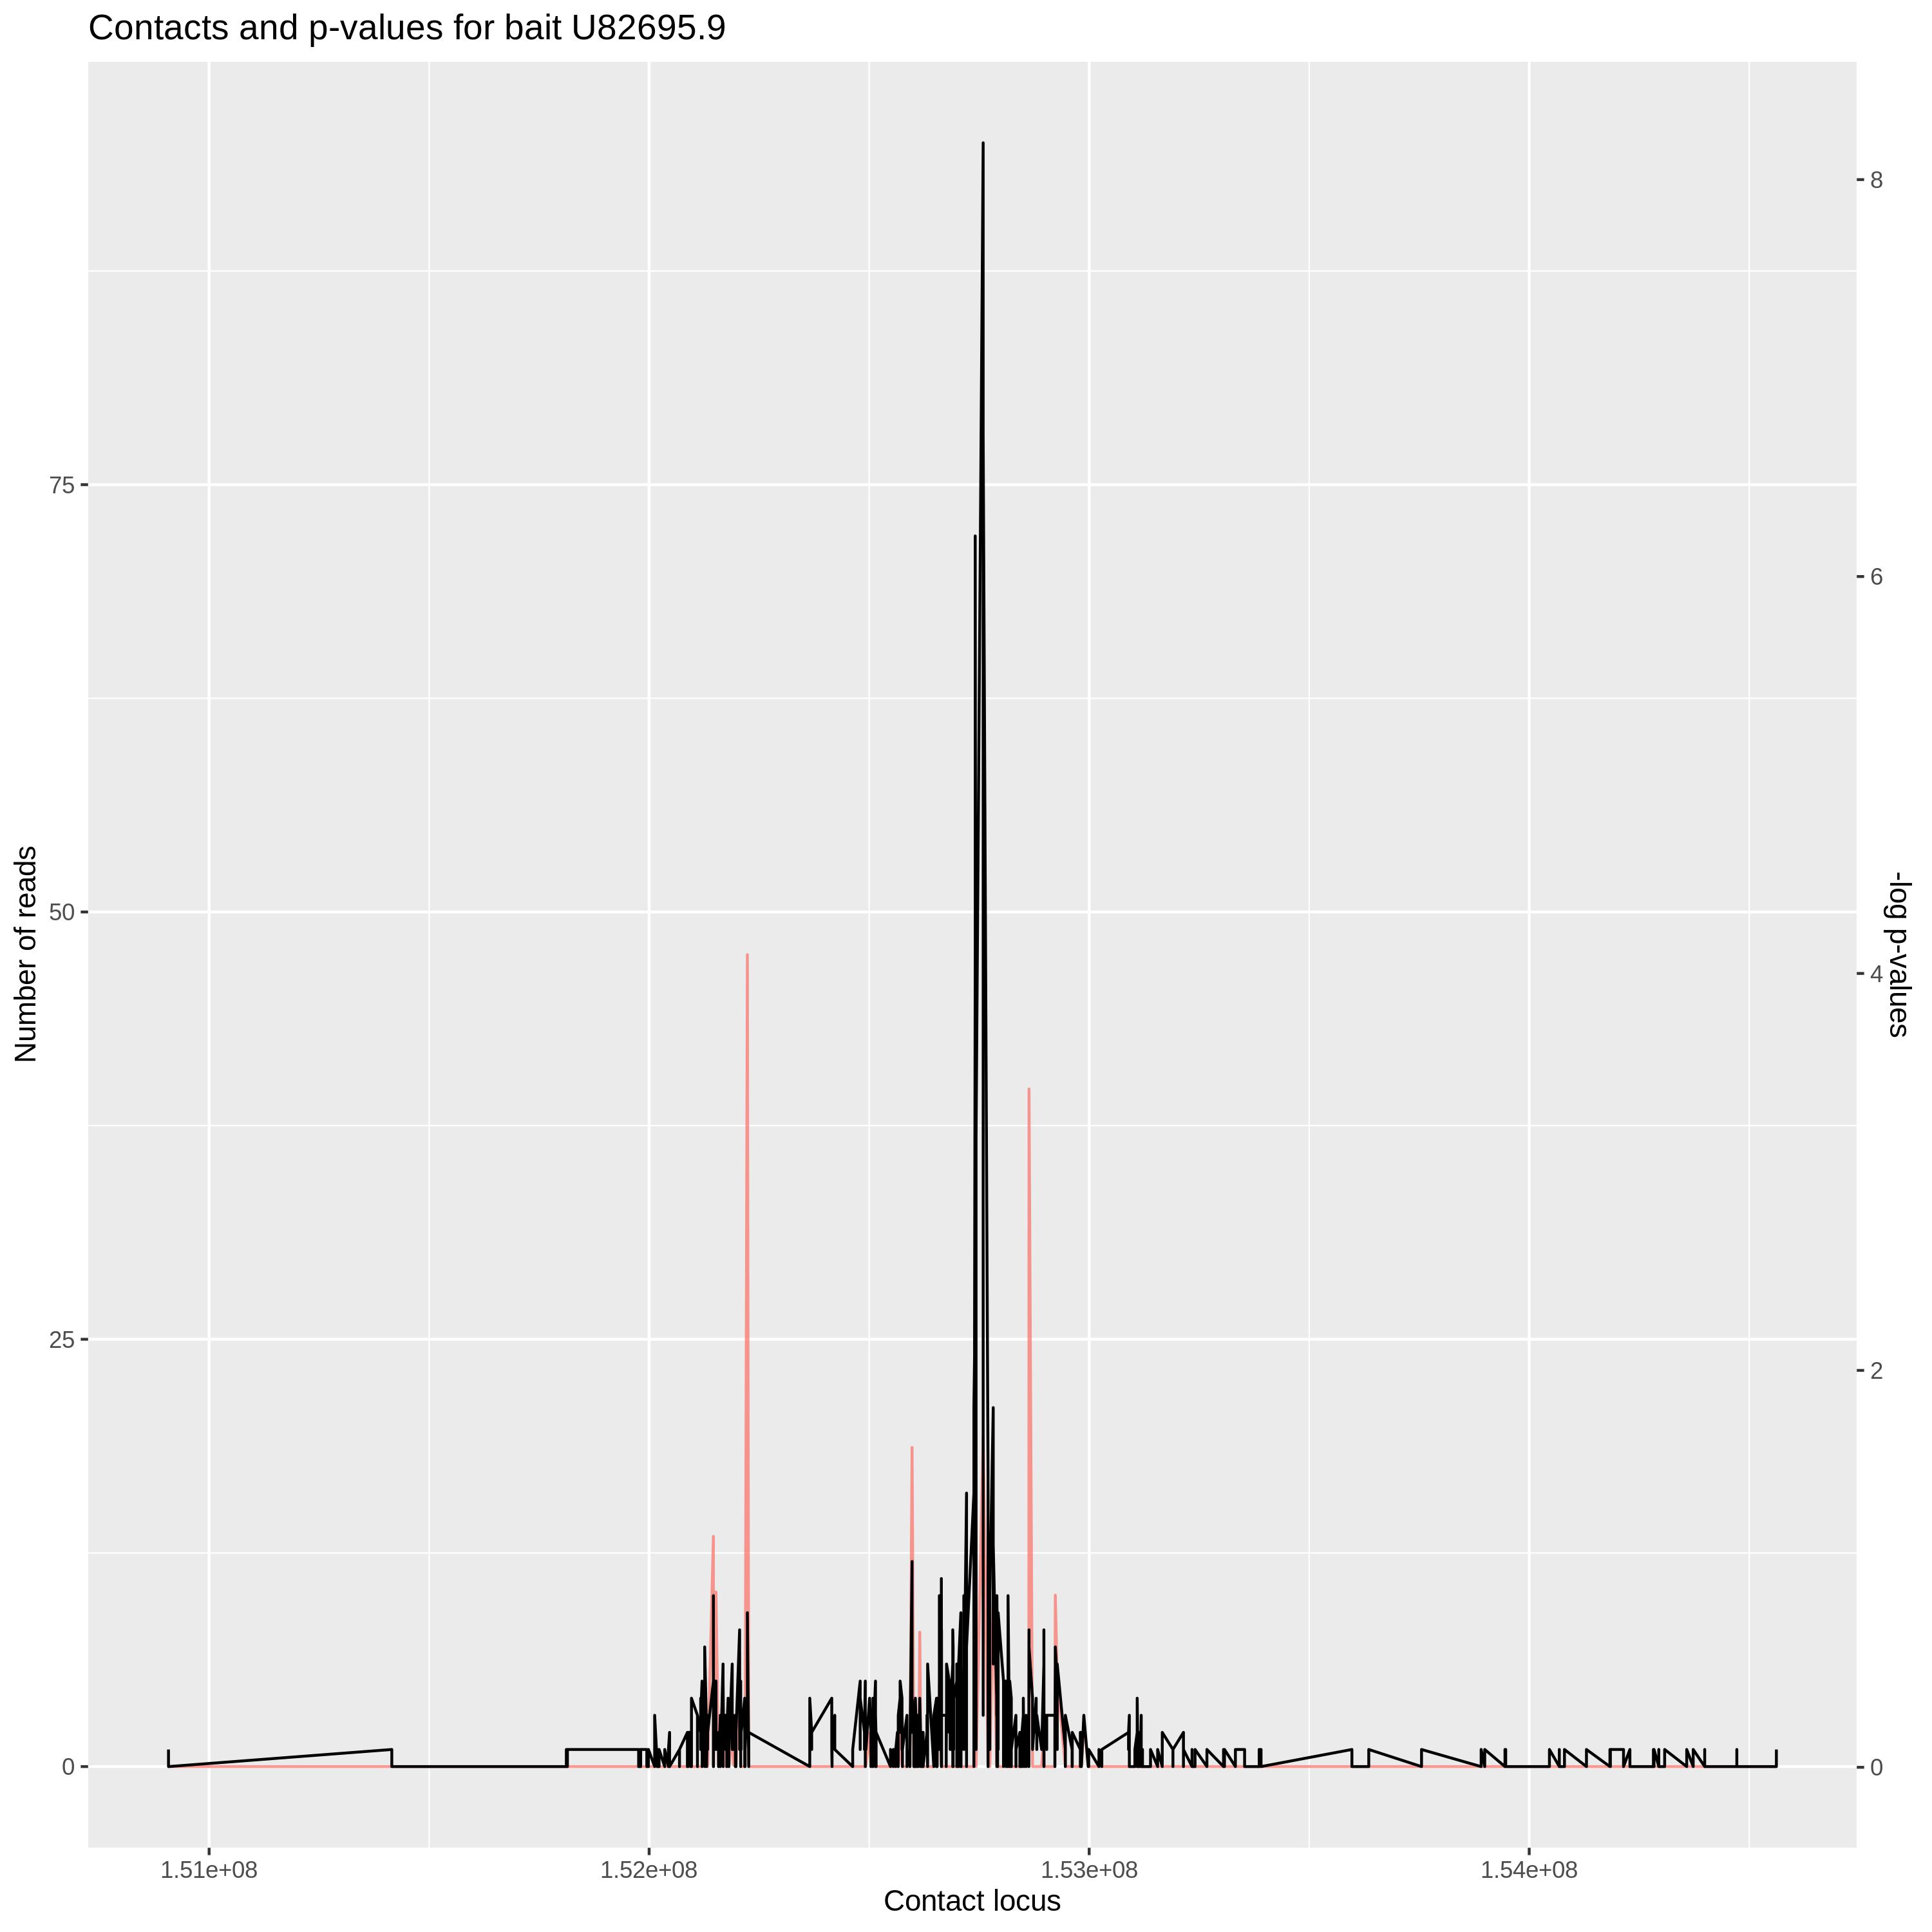 Contacts and p-values for bait U82695.9
8
75
6
Number of reads
50
-log p-values
4
25
2
0
0
1.51e+08
1.52e+08
1.53e+08
1.54e+08
Contact locus